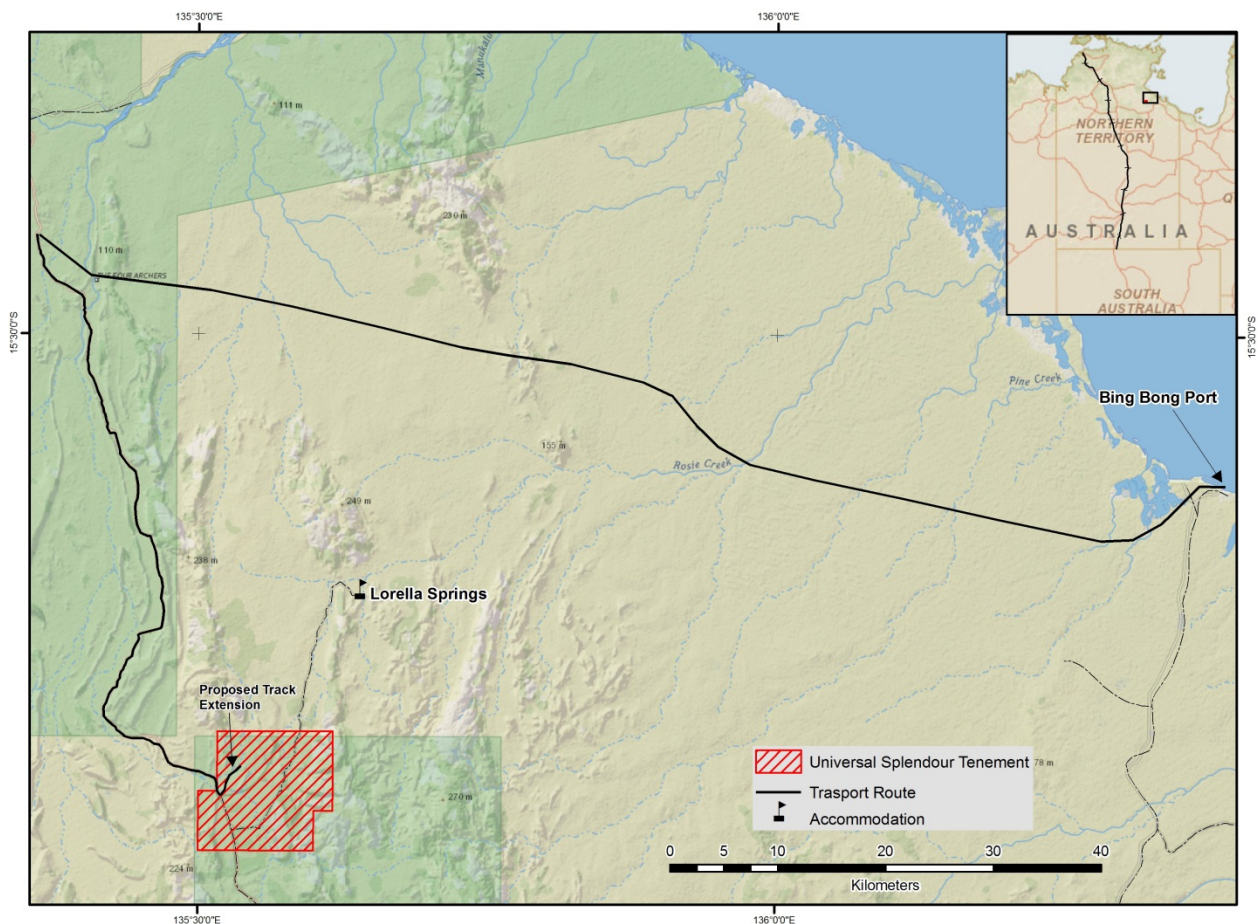 135°30'0"E
136°0'0"E
Manukalu
111 m
230 m
110 m
THE FOUR ARCHERS
15°30'0"S
15°30'0"S
NORTHERN
TERRITORY
AUSTRALIA
Q
SOUTH
AUSTRALIA
Pine Creek
Bing Bong Port
155 m
Rosie Creek
249 m
238 m
Lorella Springs
Proposed Track
Extension
270 m
224 m
78 m
Universal Splendour Tenement
Trasport Route
Accommodation
0 5 10 20 30 40
Kilometers
135°30'0"E
136°0'0"E